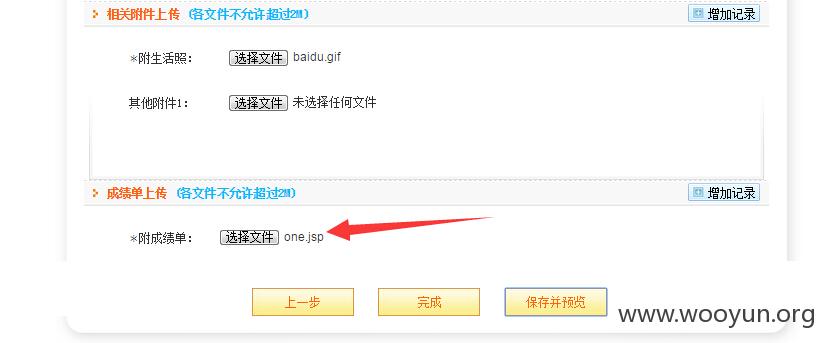 相关附件上传 (各文件不允许超过2M)
增加记录
*附生活照: 选择文件 baidu.gif
其他附件1: 选择文件 未选择任何文件
成绩单上传 (各文件不允许超过2M)
增加记录
*附成绩单: 选择文件 one.jsp
上一步 完成 保存并预览
www.wooyun.org